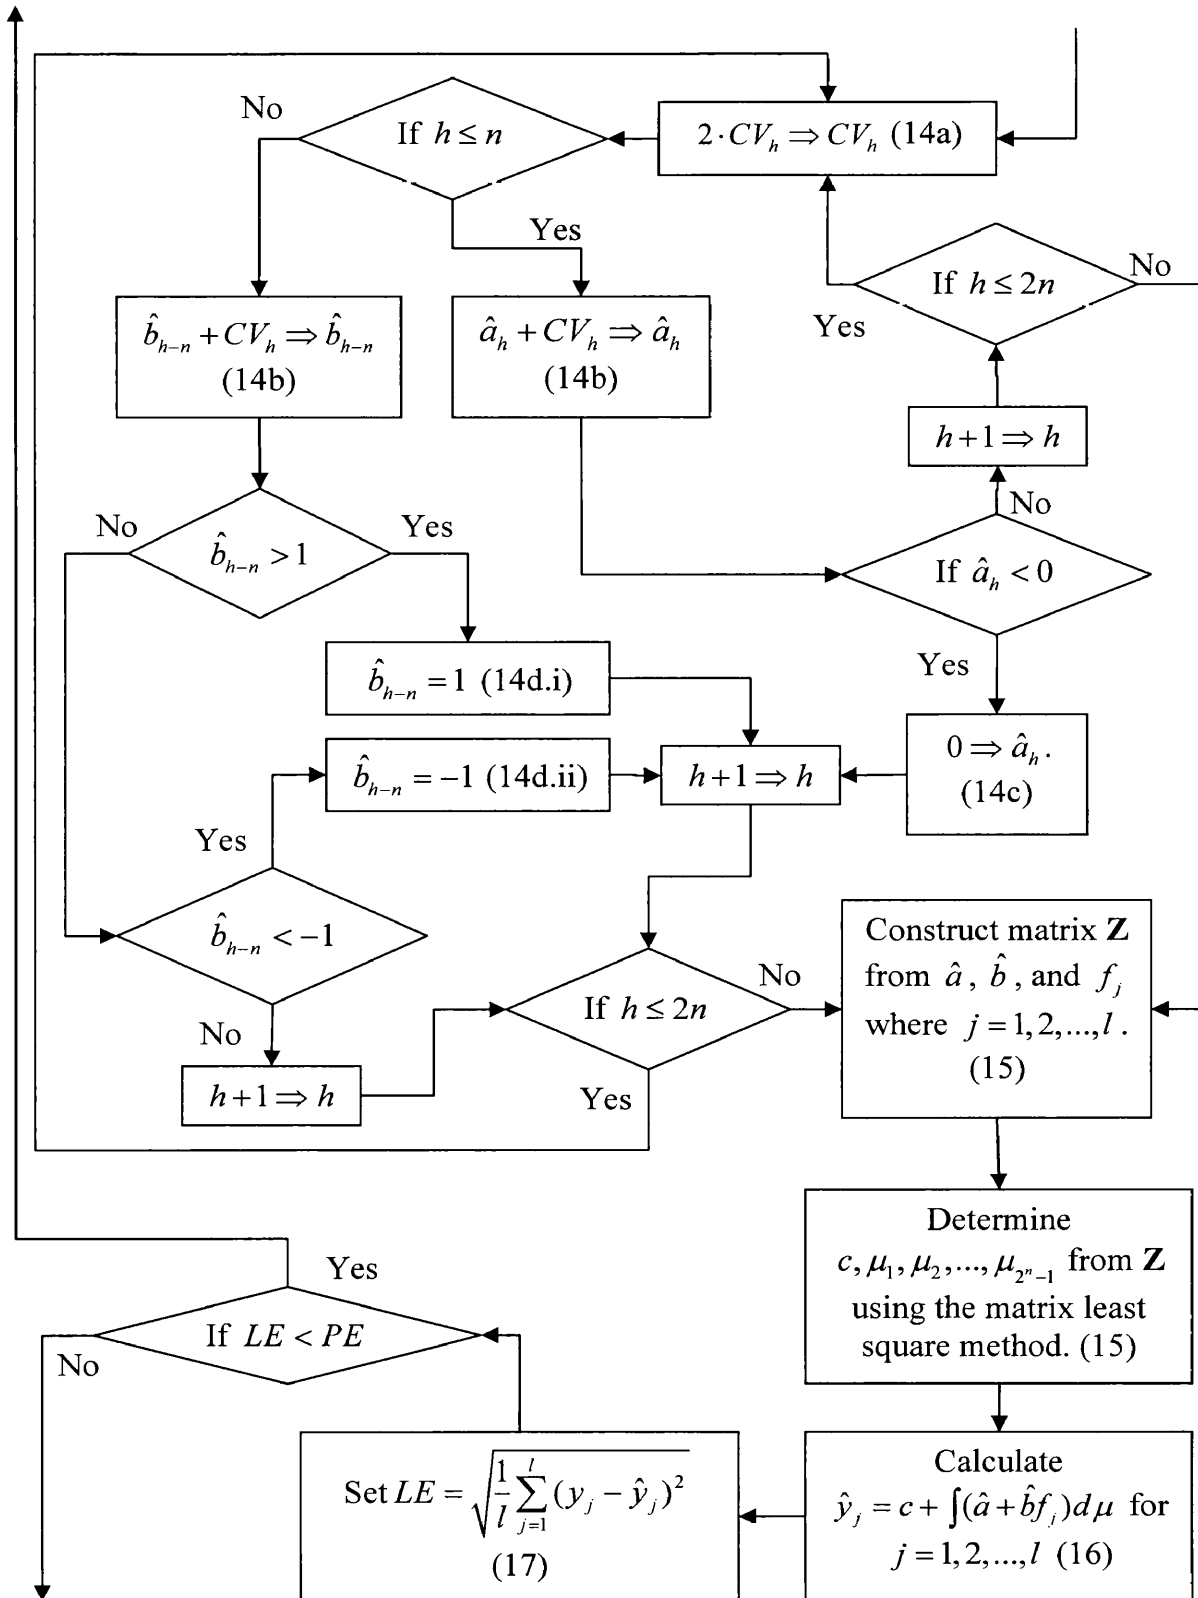 No
If h ≤ n
2·CV_h ⇒ CV_h (14a)
Yes
If h ≤ 2n
No
Yes
b̂_{h−n} + CV_h ⇒ b̂_{h−n}
(14b)
â_h + CV_h ⇒ â_h
(14b)
h+1 ⇒ h
No
No
b̂_{h−n} > 1
Yes
If â_h < 0
Yes
b̂_{h−n} = 1 (14d.i)
b̂_{h−n} = −1 (14d.ii)
h+1 ⇒ h
0 ⇒ â_h.
(14c)
Yes
b̂_{h−n} < −1
No
h+1 ⇒ h
If h ≤ 2n
No
Yes
Construct matrix Z
from â, b̂, and f_j
where j = 1, 2, ..., l.
(15)
Determine
c, μ_1, μ_2, ..., μ_{2^n−1} from Z
using the matrix least
square method. (15)
Yes
If LE < PE
No
Set LE = √(1/l ∑_{j=1}^{l} (y_j − ŷ_j)^2)
(17)
Calculate
ŷ_j = c + ∫(â + b̂f_j)dμ for
j = 1, 2, ..., l (16)